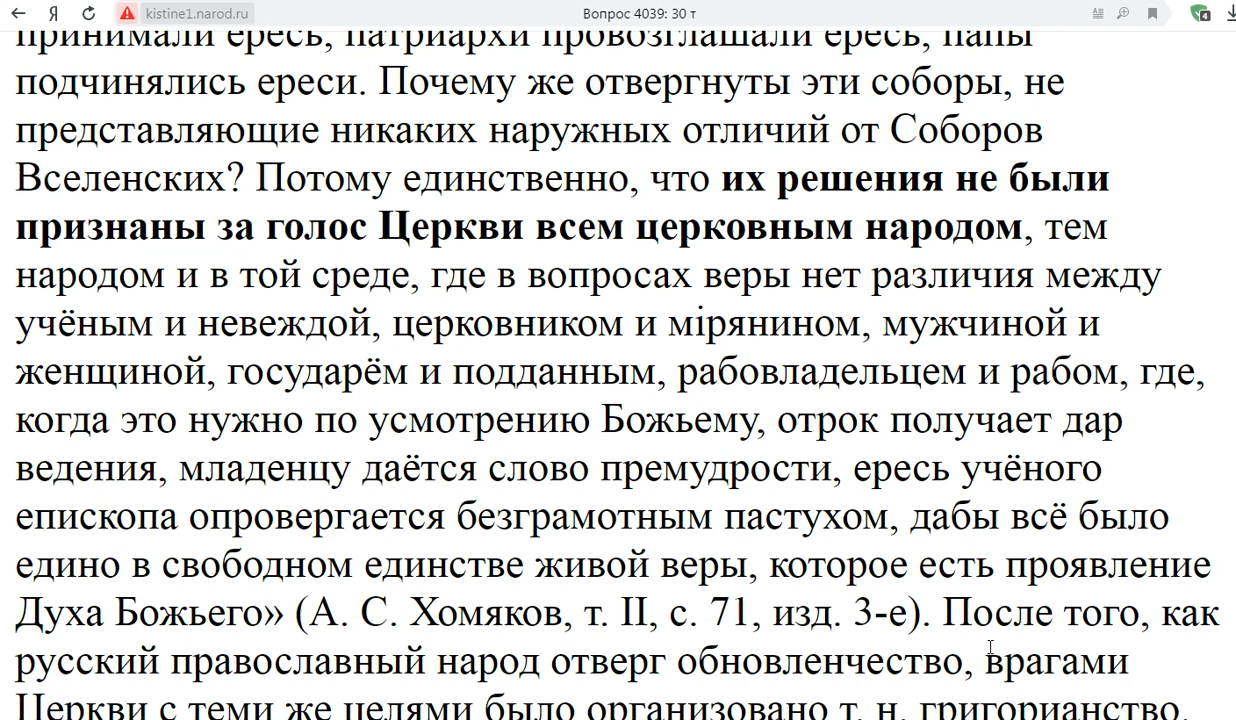 kistine1.narod.ru
Вопрос 4039: 30 т
4
принимали ересь, патриархи провозглашали ересь, папы
подчинялись ереси. Почему же отвергнуты эти соборы, не
представляющие никаких наружных отличий от Соборов
Вселенских? Потому единственно, что их решения не были
признаны за голос Церкви всем церковным народом, тем
народом и в той среде, где в вопросах веры нет различия между
учёным и невеждой, церковником и мірянином, мужчиной и
женщиной, государём и подданным, рабовладельцем и рабом, где,
когда это нужно по усмотрению Божьему, отрок получает дар
ведения, младенцу даётся слово премудрости, ересь учёного
епископа опровергается безграмотным пастухом, дабы всё было
едино в свободном единстве живой веры, которое есть проявление
Духа Божьего» (А. С. Хомяков, т. II, с. 71, изд. 3-е). После того, как
русский православный народ отверг обновленчество, врагами
Церкви с теми же целями было организовано т. н. григорианство.